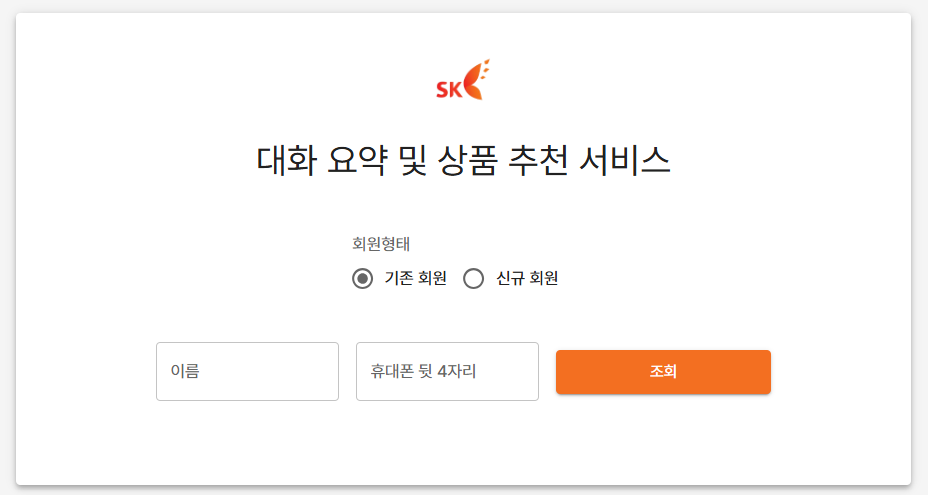 SK
대화 요약 및 상품 추천 서비스
회원형태
기존 회원 신규 회원
이름 휴대폰 뒷 4자리 조회